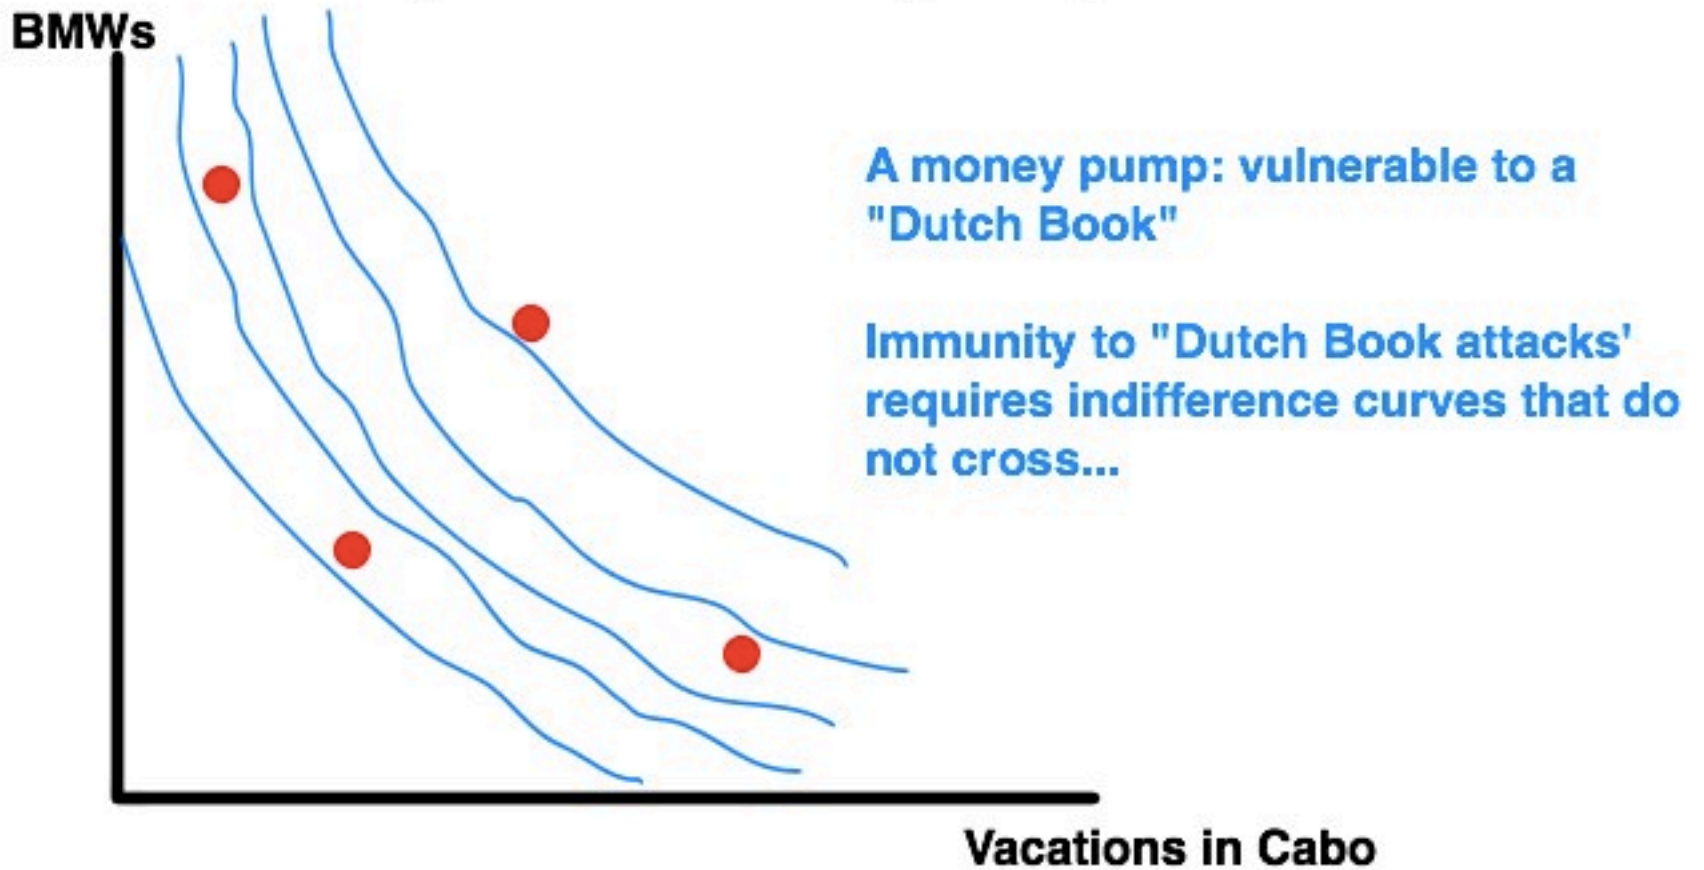 BMWs
A money pump: vulnerable to a
"Dutch Book"
Immunity to "Dutch Book attacks'
requires indifference curves that do
not cross...
Vacations in Cabo